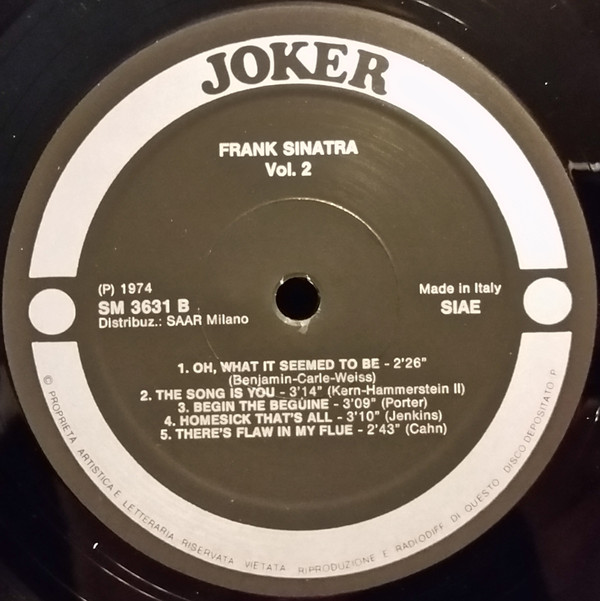 JOKER
FRANK SINATRA
Vol. 2
(P) 1974
SM 3631 B
Distribuz.: SAAR Milano
Made in Italy
SIAE
1. OH, WHAT IT SEEMED TO BE - 2'26"
(Benjamin-Carle-Weiss)
2. THE SONG IS YOU - 3'14" (Kern-Hammerstein II)
3. BEGIN THE BEGUINE - 3'09" (Porter)
4. HOMESICK THAT'S ALL - 3'10" (Jenkins)
5. THERE'S FLAW IN MY FLUE - 2'43" (Cahn)
© PROPRIETÀ ARTISTICA E LETTERARIA RISERVATA VIETATA RIPRODUZIONE E RADIODIFF. DI QUESTO DISCO DEPOSITATO P.